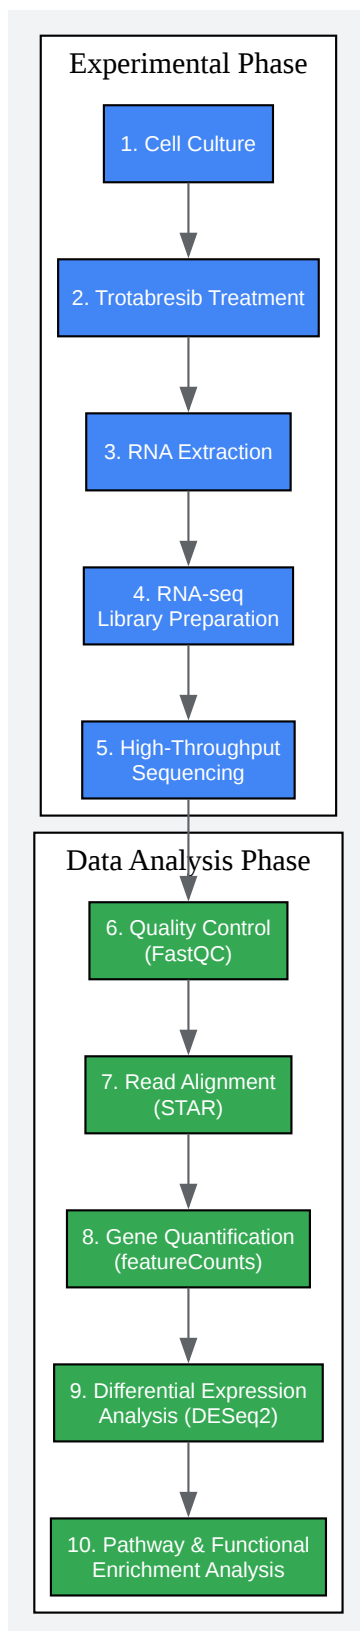 Experimental Phase
1. Cell Culture
2. Trotabresib Treatment
3. RNA Extraction
4. RNA-seq
Library Preparation
5. High-Throughput
Sequencing
Data Analysis Phase
6. Quality Control
(FastQC)
7. Read Alignment
(STAR)
8. Gene Quantification
(featureCounts)
9. Differential Expression
Analysis (DESeq2)
10. Pathway & Functional
Enrichment Analysis